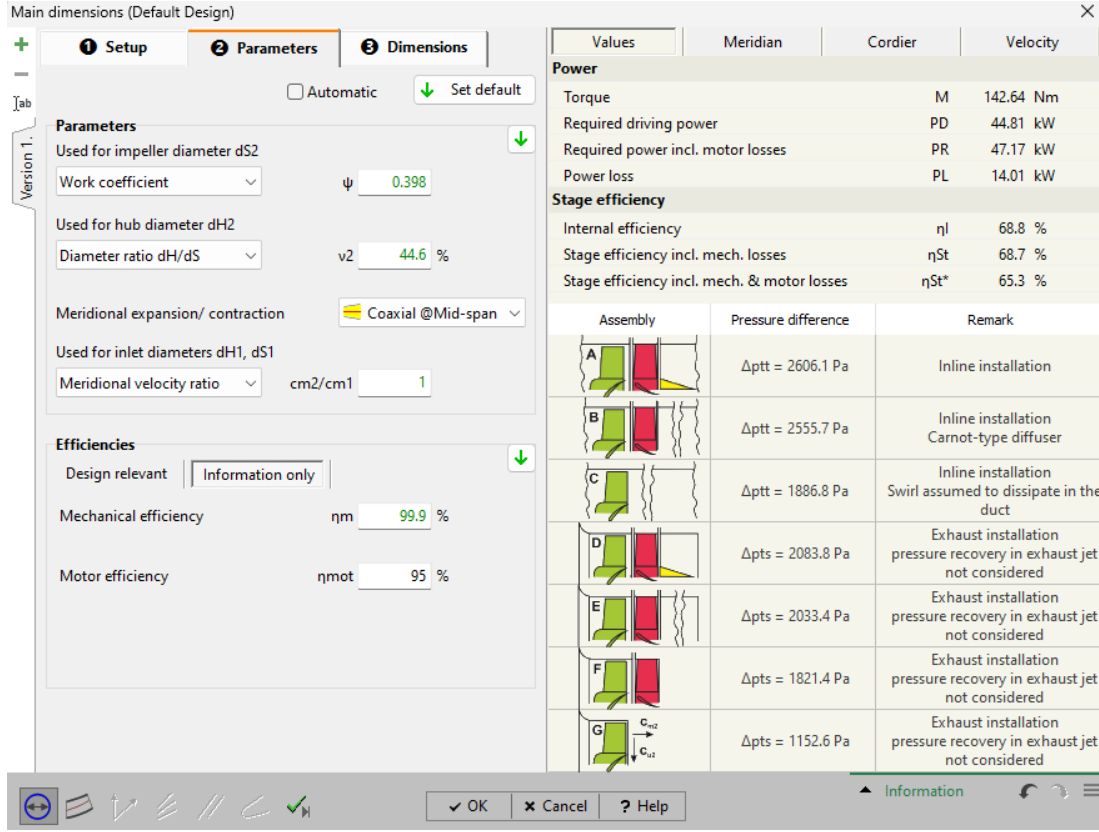 Main dimensions (Default Design)
1 Setup
2 Parameters
3 Dimensions
Automatic
Set default
ab
Version 1.
Parameters
Used for impeller diameter dS2
Work coefficient ψ 0.398
Used for hub diameter dH2
Diameter ratio dH/dS ν2 44.6 %
Meridional expansion/ contraction Coaxial @Mid-span
Used for inlet diameters dH1, dS1
Meridional velocity ratio cm2/cm1 1
Efficiencies
Design relevant
Information only
Mechanical efficiency ηm 99.9 %
Motor efficiency ηmot 95 %
Values
Meridian
Cordier
Velocity
Power
Torque M 142.64 Nm
Required driving power PD 44.81 kW
Required power incl. motor losses PR 47.17 kW
Power loss PL 14.01 kW
Stage efficiency
Internal efficiency ηI 68.8 %
Stage efficiency incl. mech. losses ηSt 68.7 %
Stage efficiency incl. mech. & motor losses ηSt* 65.3 %
Assembly Pressure difference Remark
A Δptt = 2606.1 Pa Inline installation
B Δptt = 2555.7 Pa Inline installation
Carnot-type diffuser
C Δptt = 1886.8 Pa Inline installation
Swirl assumed to dissipate in the
duct
D Δpts = 2083.8 Pa Exhaust installation
pressure recovery in exhaust jet
not considered
E Δpts = 2033.4 Pa Exhaust installation
pressure recovery in exhaust jet
not considered
F Δpts = 1821.4 Pa Exhaust installation
pressure recovery in exhaust jet
not considered
G cm2 cu2 Δpts = 1152.6 Pa Exhaust installation
pressure recovery in exhaust jet
not considered
Information
OK
Cancel
? Help